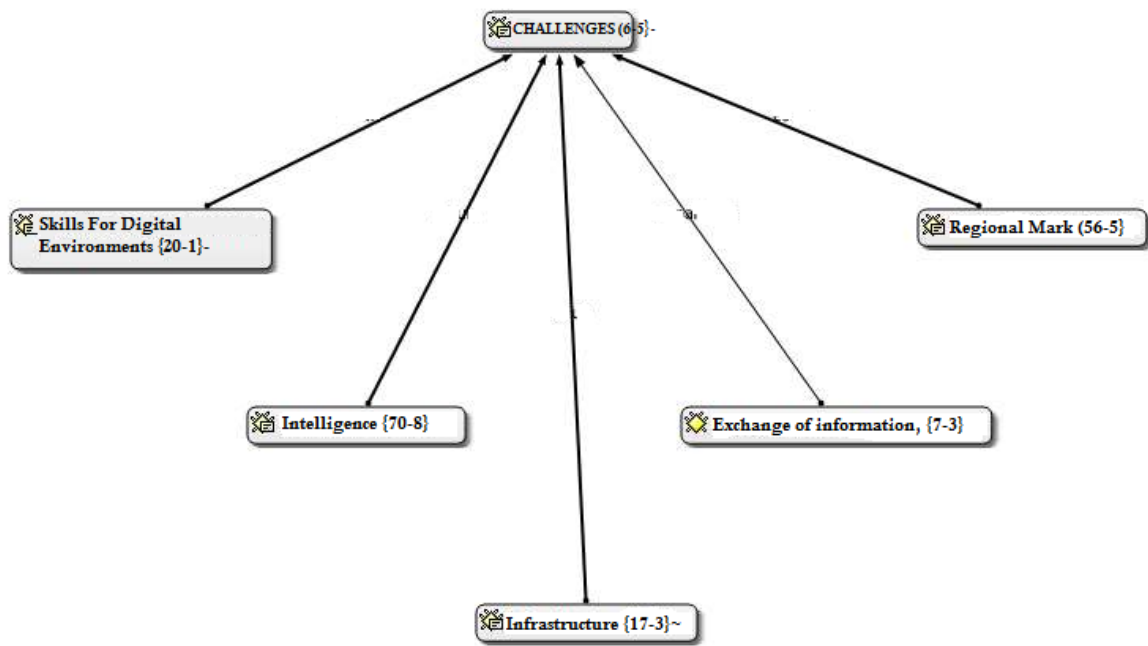 CHALLENGES (6-5}-
Skills For Digital
Environments {20-1}-
Regional Mark (56-5}
Intelligence {70-8}
Exchange of information, {7-3}
Infrastructure {17-3}~